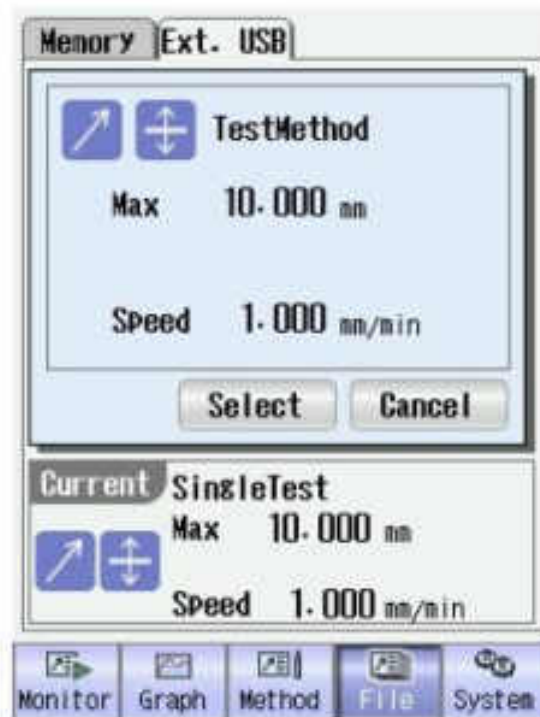 Memory Ext. USB
TestMethod
Max 10.000 mm
Speed 1.000 mm/min
Select Cancel
Current SingleTest
Max 10.000 mm
Speed 1.000 mm/min
Monitor Graph Method File System